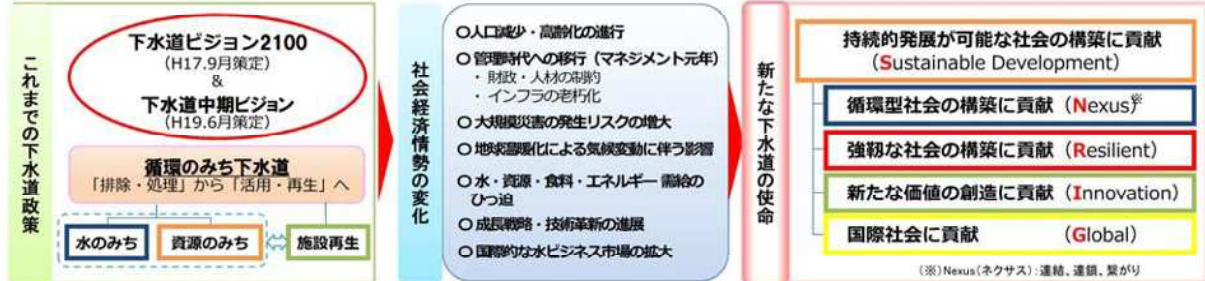 これまでの下水道政策
下水道ビジョン2100
(H17.9月策定)
&
下水道中期ビジョン
(H19.6月策定)
循環のみち下水道
「排除・処理」から「活用・再生」へ
水のみち
資源のみち
施設再生
社会経済情勢の変化
○人口減少・高齢化の進行
○管理時代への移行(マネジメント元年)
・財政・人材の制約
・インフラの老朽化
○大規模災害の発生リスクの増大
○地球温暖化による気候変動に伴う影響
○水・資源・食料・エネルギー需給の
ひっ迫
○成長戦略・技術革新の進展
○国際的な水ビジネス市場の拡大
新たな下水道の使命
持続的発展が可能な社会の構築に貢献
(Sustainable Development)
循環型社会の構築に貢献(Nexus)※
強靱な社会の構築に貢献(Resilient)
新たな価値の創造に貢献(Innovation)
国際社会に貢献 (Global)
(※)Nexus(ネクサス):連結、連鎖、繋がり